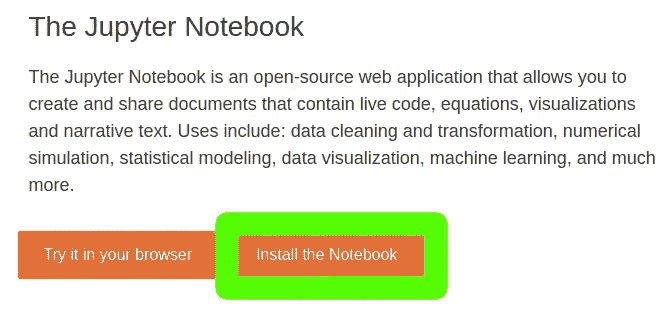 The Jupyter Notebook
The Jupyter Notebook is an open-source web application that allows you to
create and share documents that contain live code, equations, visualizations
and narrative text. Uses include: data cleaning and transformation, numerical
simulation, statistical modeling, data visualization, machine learning, and much
more.
Try it in your browser
Install the Notebook